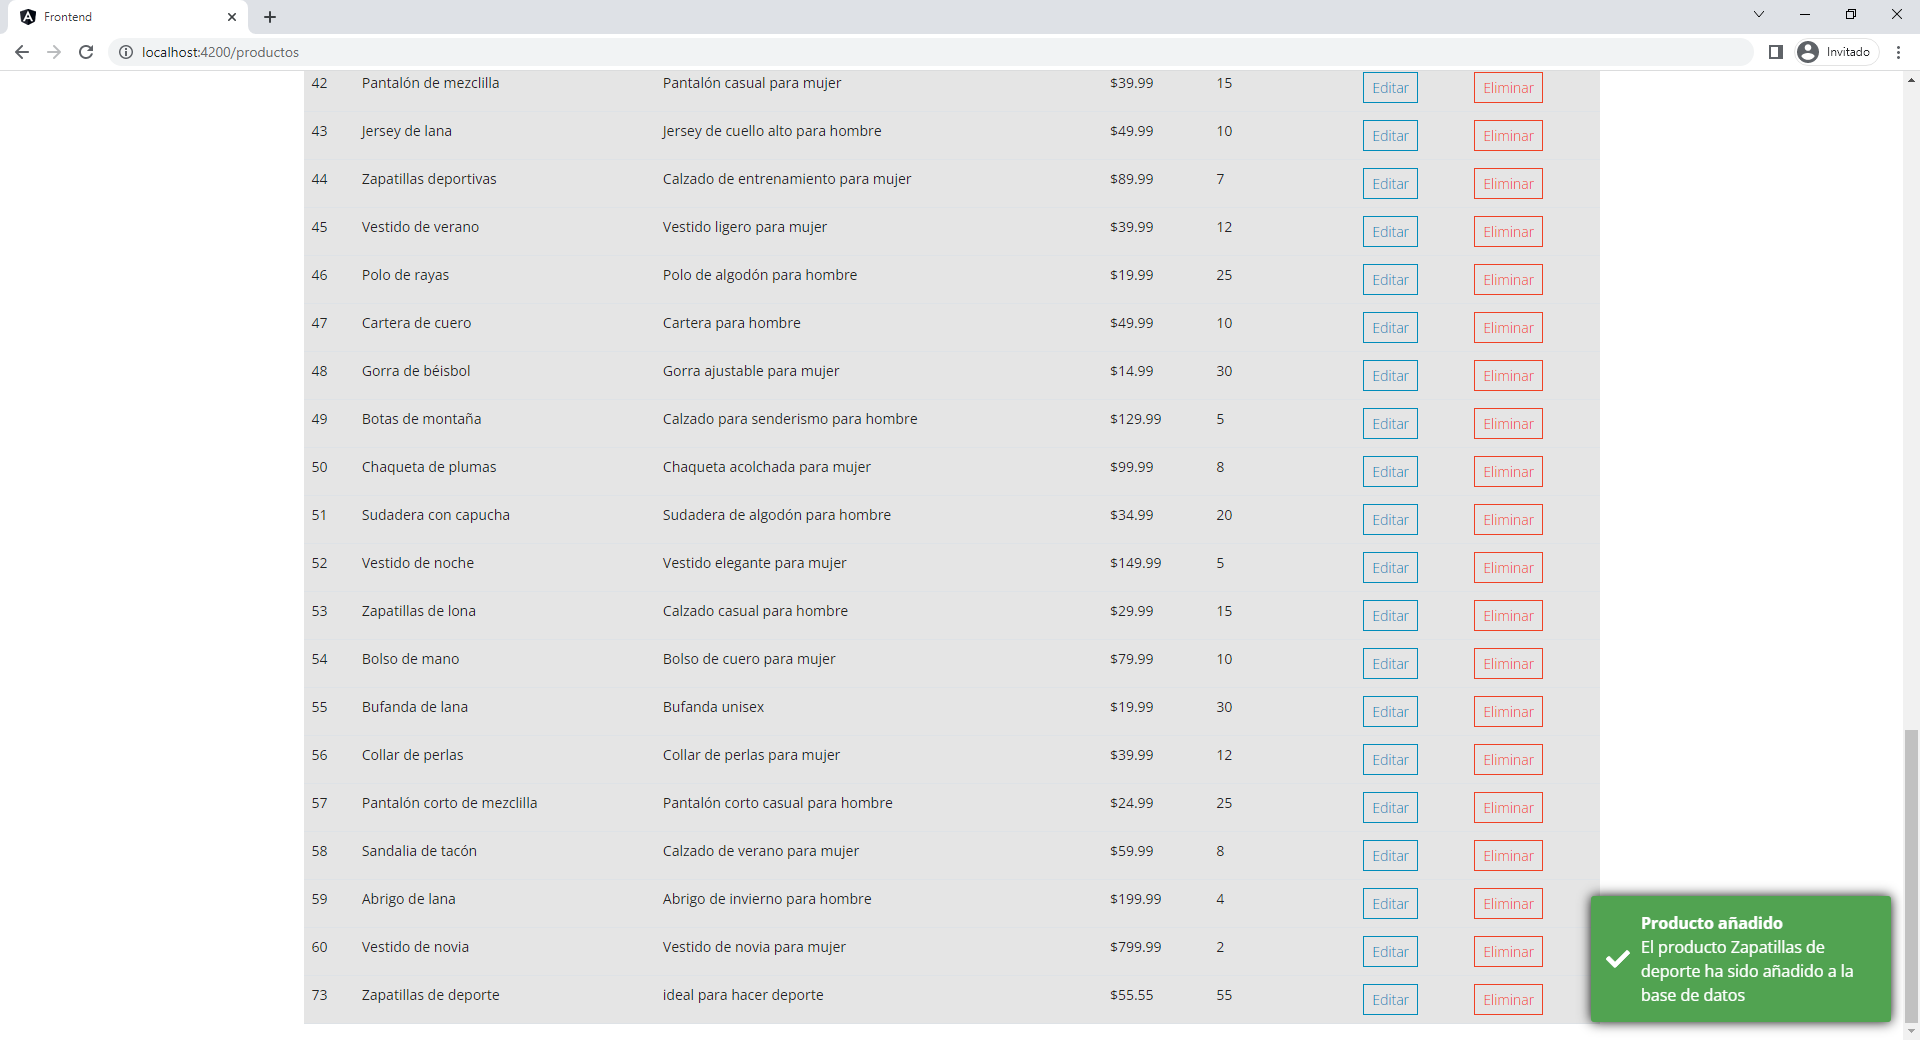 Frontend
localhost:4200/productos
Invitado
42 Pantalón de mezclilla Pantalón casual para mujer $39.99 15 Editar Eliminar
43 Jersey de lana Jersey de cuello alto para hombre $49.99 10 Editar Eliminar
44 Zapatillas deportivas Calzado de entrenamiento para mujer $89.99 7 Editar Eliminar
45 Vestido de verano Vestido ligero para mujer $39.99 12 Editar Eliminar
46 Polo de rayas Polo de algodón para hombre $19.99 25 Editar Eliminar
47 Cartera de cuero Cartera para hombre $49.99 10 Editar Eliminar
48 Gorra de béisbol Gorra ajustable para mujer $14.99 30 Editar Eliminar
49 Botas de montaña Calzado para senderismo para hombre $129.99 5 Editar Eliminar
50 Chaqueta de plumas Chaqueta acolchada para mujer $99.99 8 Editar Eliminar
51 Sudadera con capucha Sudadera de algodón para hombre $34.99 20 Editar Eliminar
52 Vestido de noche Vestido elegante para mujer $149.99 5 Editar Eliminar
53 Zapatillas de lona Calzado casual para hombre $29.99 15 Editar Eliminar
54 Bolso de mano Bolso de cuero para mujer $79.99 10 Editar Eliminar
55 Bufanda de lana Bufanda unisex $19.99 30 Editar Eliminar
56 Collar de perlas Collar de perlas para mujer $39.99 12 Editar Eliminar
57 Pantalón corto de mezclilla Pantalón corto casual para hombre $24.99 25 Editar Eliminar
58 Sandalia de tacón Calzado de verano para mujer $59.99 8 Editar Eliminar
59 Abrigo de lana Abrigo de invierno para hombre $199.99 4 Editar Eliminar
60 Vestido de novia Vestido de novia para mujer $799.99 2 Editar Eliminar
73 Zapatillas de deporte ideal para hacer deporte $55.55 55 Editar Eliminar
Producto añadido
El producto Zapatillas de
deporte ha sido añadido a la
base de datos